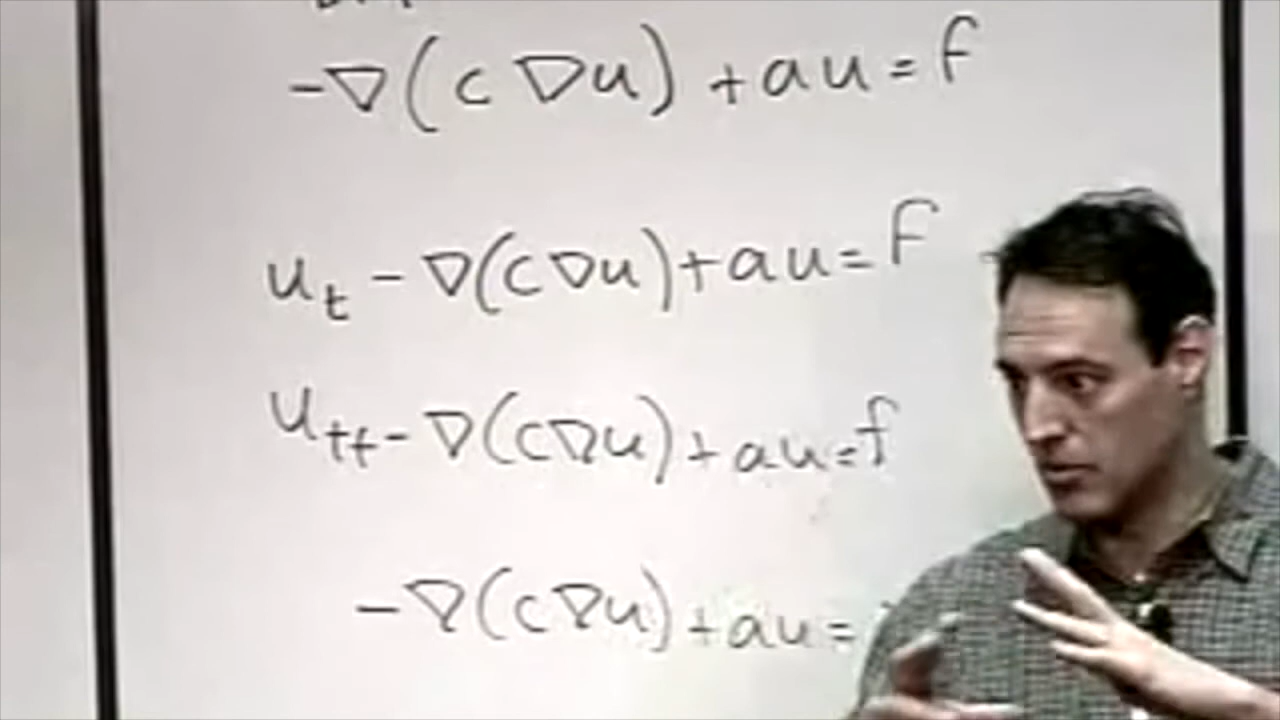 -∇(c∇u)+au=f
u_t-∇(c∇u)+au=f
u_tt-∇(c∇u)+au=f
-∇(c∇u)+au=